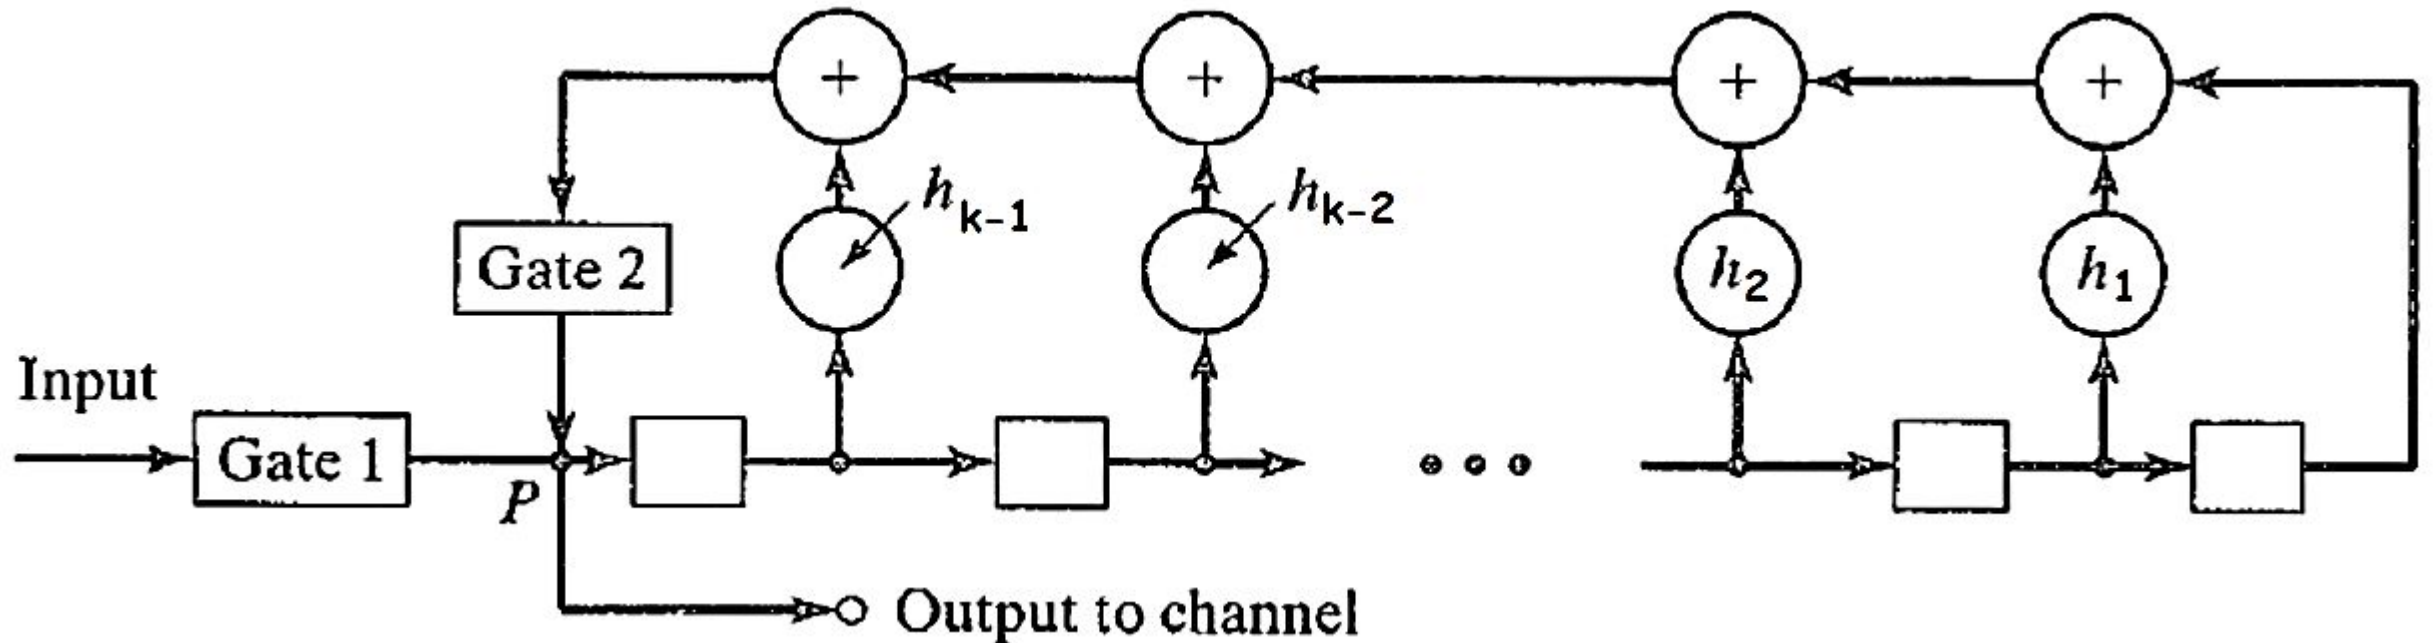 + + + +
h_{k-1} h_{k-2}
Gate 2 h_2 h_1
Input
Gate 1
P
Output to channel